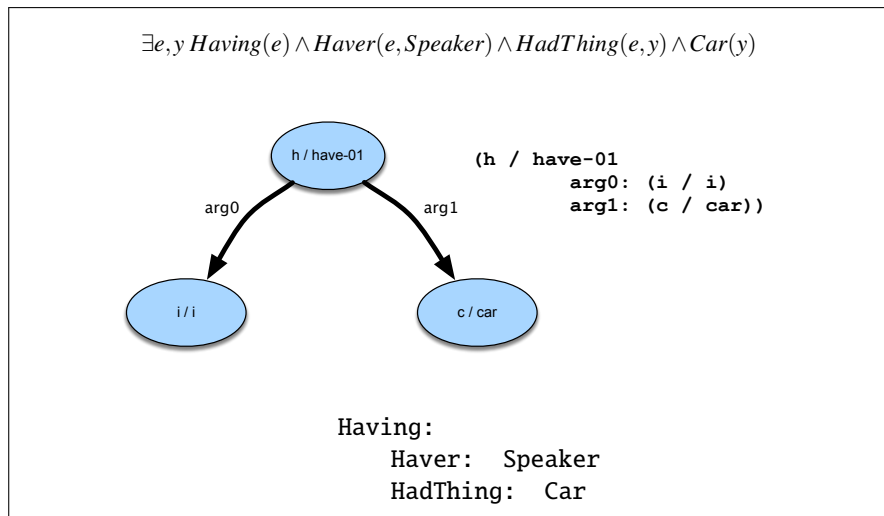 ∃e,y Having(e) ∧ Haver(e,Speaker) ∧ HadThing(e,y) ∧ Car(y)
h / have-01
(h / have-01
arg0: (i / i)
arg1: (c / car))
arg0
arg1
i / i
c / car
Having:
Haver: Speaker
HadThing: Car